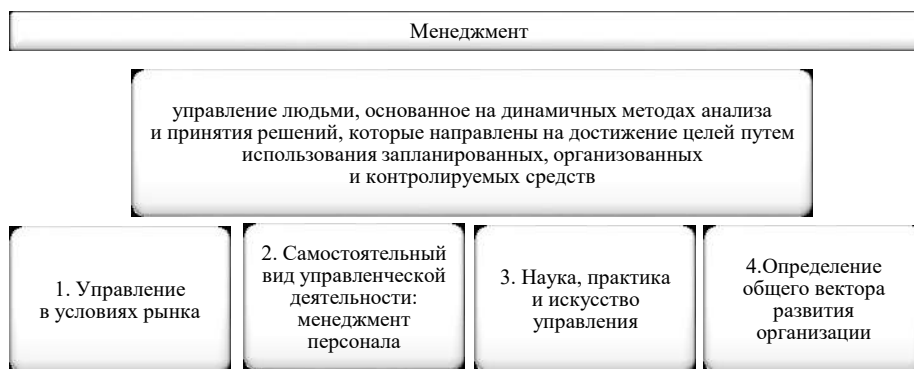 Менеджмент
управление людьми, основанное на динамичных методах анализа
и принятия решений, которые направлены на достижение целей путем
использования запланированных, организованных
и контролируемых средств
1. Управление
в условиях рынка
2. Самостоятельный
вид управленческой
деятельности:
менеджмент
персонала
3. Наука, практика
и искусство
управления
4.Определение
общего вектора
развития
организации